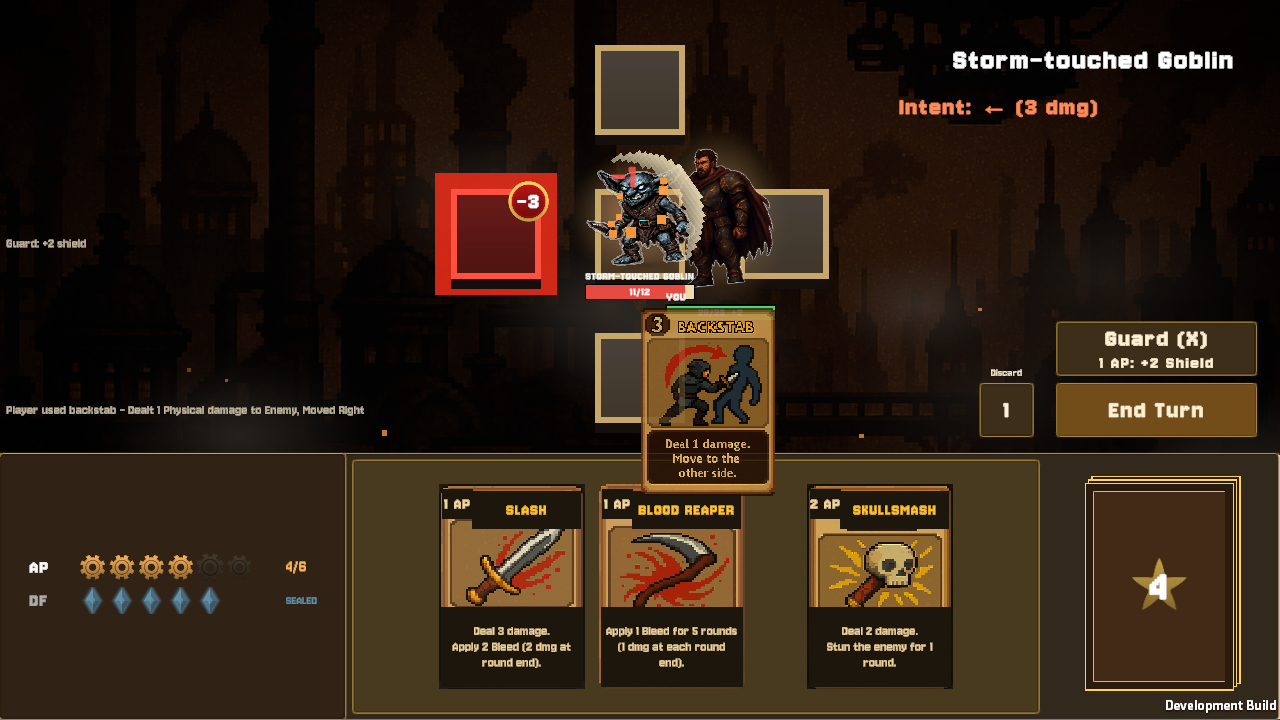 Storm-touched Goblin
Intent: ← (3 dmg)
-3
Guard: +2 shield
STORM-TOUCHED GOBLIN
11/12
YOU
3 BACKSTAB
Deal 1 damage.
Move to the
other side.
Guard (X)
1 AP: +2 Shield
Discard
1
End Turn
Player used backstab - Dealt 1 Physical damage to Enemy, Moved Right
AP 4/6
DF SEALED
1 AP SLASH
Deal 3 damage.
Apply 2 Bleed (2 dmg at
round end).
1 AP BLOOD REAPER
Apply 1 Bleed for 5 rounds
(1 dmg at each round
end).
2 AP SKULLSMASH
Deal 2 damage.
Stun the enemy for 1
round.
4
Development Build